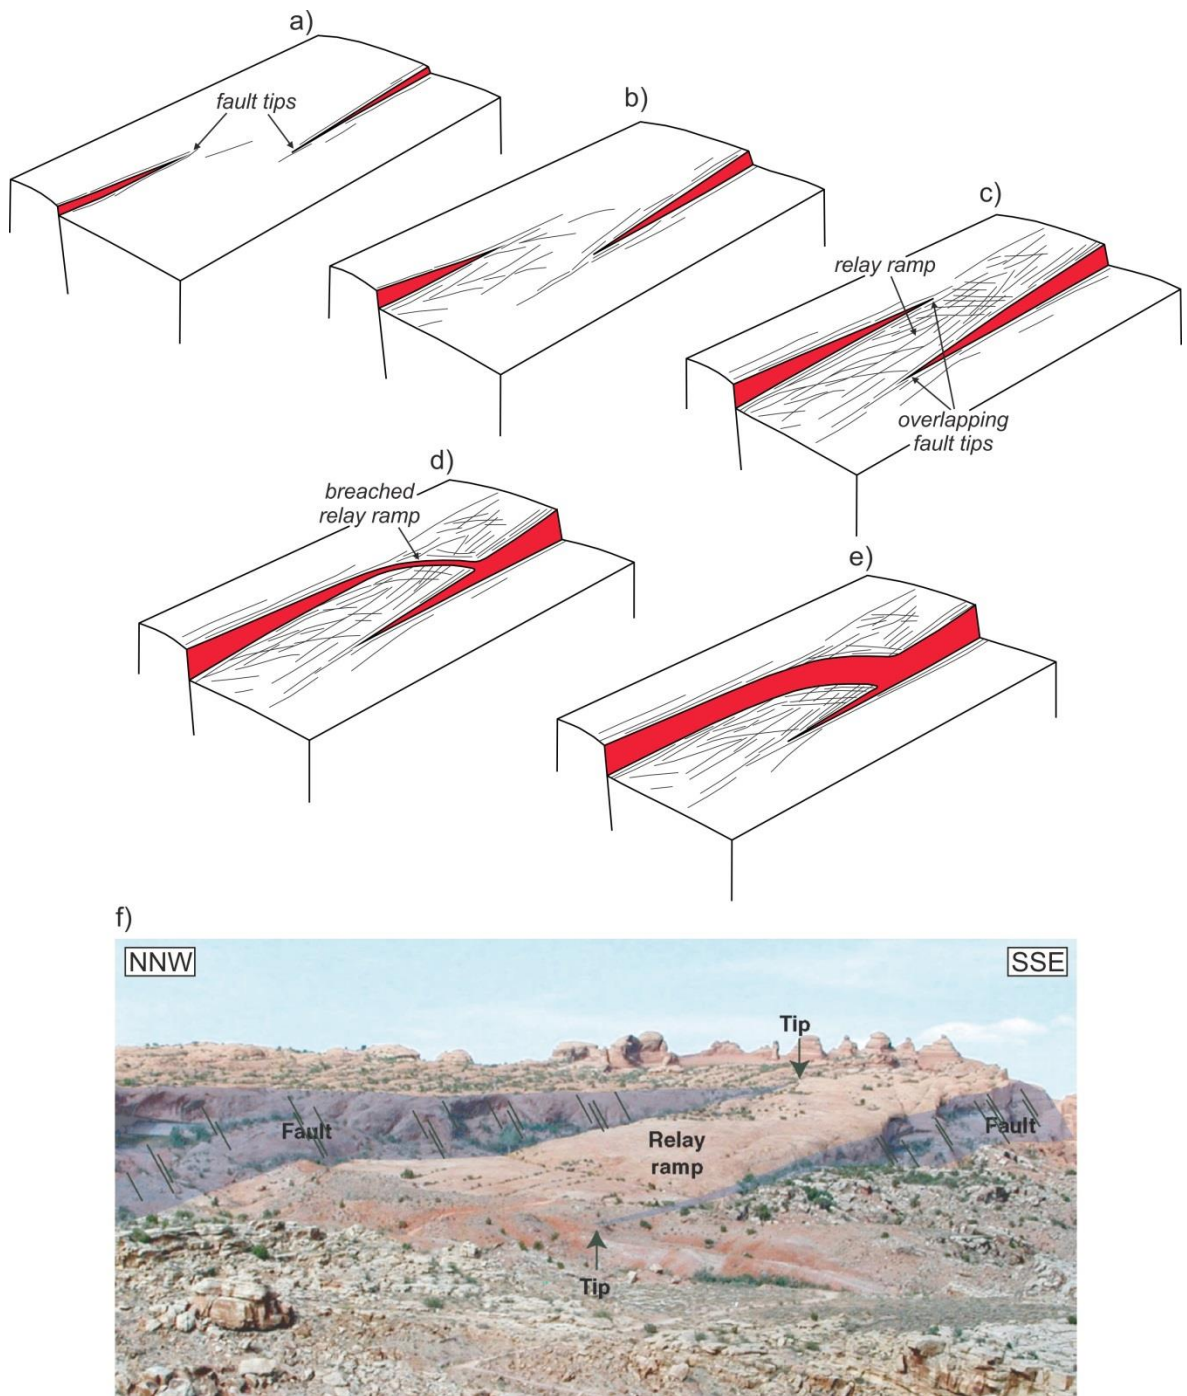 a)
fault tips
b)
c)
relay ramp
overlapping
fault tips
d)
breached
relay ramp
e)
f)
NNW
SSE
Tip
Fault
Relay
ramp
Fault
Tip